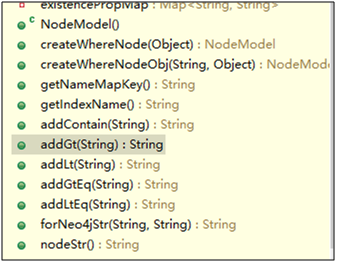 existencePropMap : Map<String, String>
C NodeModel()
createWhereNode(Object) : NodeModel
createWhereNodeObj(String, Object) : NodeMode
getNameMapKey() : String
getIndexName() : String
addContain(String) : String
addGt(String) : String
addLt(String) : String
addGtEq(String) : String
addLtEq(String) : String
forNeo4jStr(String, String) : String
nodeStr() : String